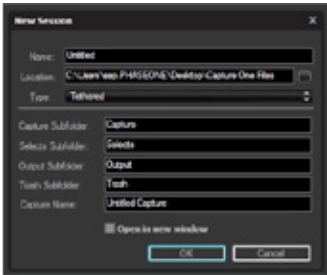 New Session
X
Name: Untitled
Location: C:\Users\eap.PHASEONE\Desktop\Capture One Files
Type: Tethered
Capture Subfolder: Capture
Selects Subfolder: Selects
Output Subfolder: Output
Trash Subfolder: Trash
Capture Name: Untitled Capture
Open in new window
OK Cancel